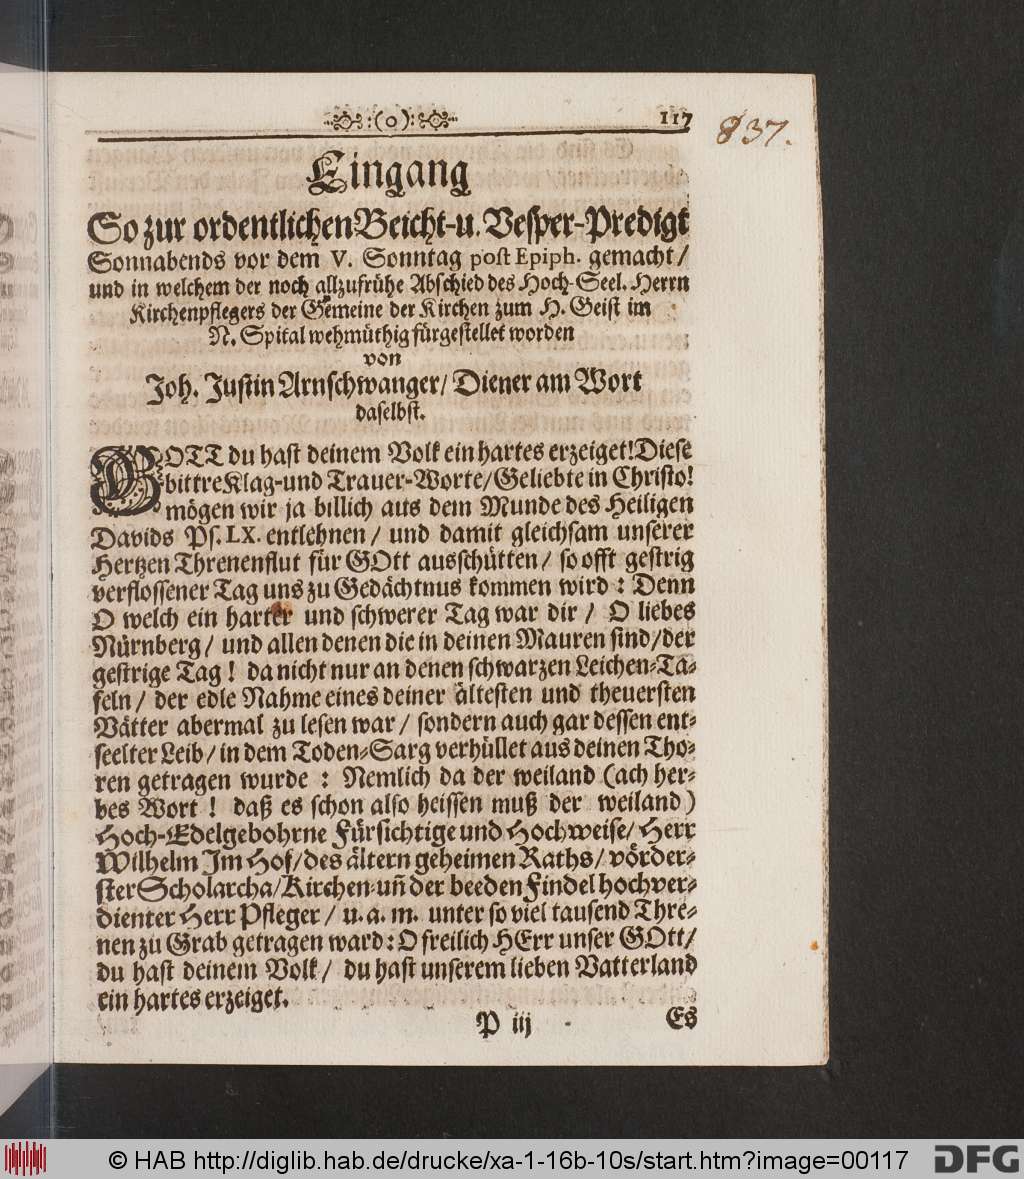 :(o): 117
837.
Eingang
So zur ordentlichen Beicht-u. Vesper-Predigt
Sonnabends vor dem V. Sonntag post Epiph. gemacht/
und in welchem der noch allzufrühe Abschied des Hoch-Seel. Herrn
Kirchenpflegers der Gemeine der Kirchen zum H. Geist im
N. Spital wehmüthig fürgestellet worden
von
Joh. Justin Arnschwanger/ Diener am Wort
daselbst.
GOTT du hast deinem Volk ein hartes erzeiget! Diese
bittre Klag-und Trauer-Worte/ Geliebte in Christo!
mögen wir ja billich aus dem Munde des Heiligen
Davids Ps. LX. entlehnen / und damit gleichsam unserer
Hertzen Threnenflut für GOtt ausschütten/ so offt gestrig
verflossener Tag uns zu Gedächtnus kommen wird : Denn
O welch ein harter und schwerer Tag war dir / O liebes
Nürnberg/ und allen denen die in deinen Mauren sind/ der
gestrige Tag ! da nicht nur an denen schwarzen Leichen-Ta-
feln / der edle Nahme eines deiner ältesten und theuersten
Vätter abermal zu lesen war / sondern auch gar dessen ent-
seelter Leib/ in dem Toden-Sarg verhüllet aus deinen Tho-
ren getragen wurde : Nemlich da der weiland (ach her-
bes Wort ! daß es schon also heissen muß der weiland)
Hoch-Edelgebohrne Fürsichtige und Hochweise/ Herr
Wilhelm Im Hof/ des ältern geheimen Raths/ vörder-
ster Scholarcha/ Kirchen-uñ der beeden Findel hochver-
dienter Herr Pfleger / u. a. m. unter so viel tausend Thre-
nen zu Grab getragen ward: O freilich HErr unser GOtt/
du hast deinem Volk / du hast unserem lieben Vatterland
ein hartes erzeiget.
P iij Es
© HAB http://diglib.hab.de/drucke/xa-1-16b-10s/start.htm?image=00117
DFG